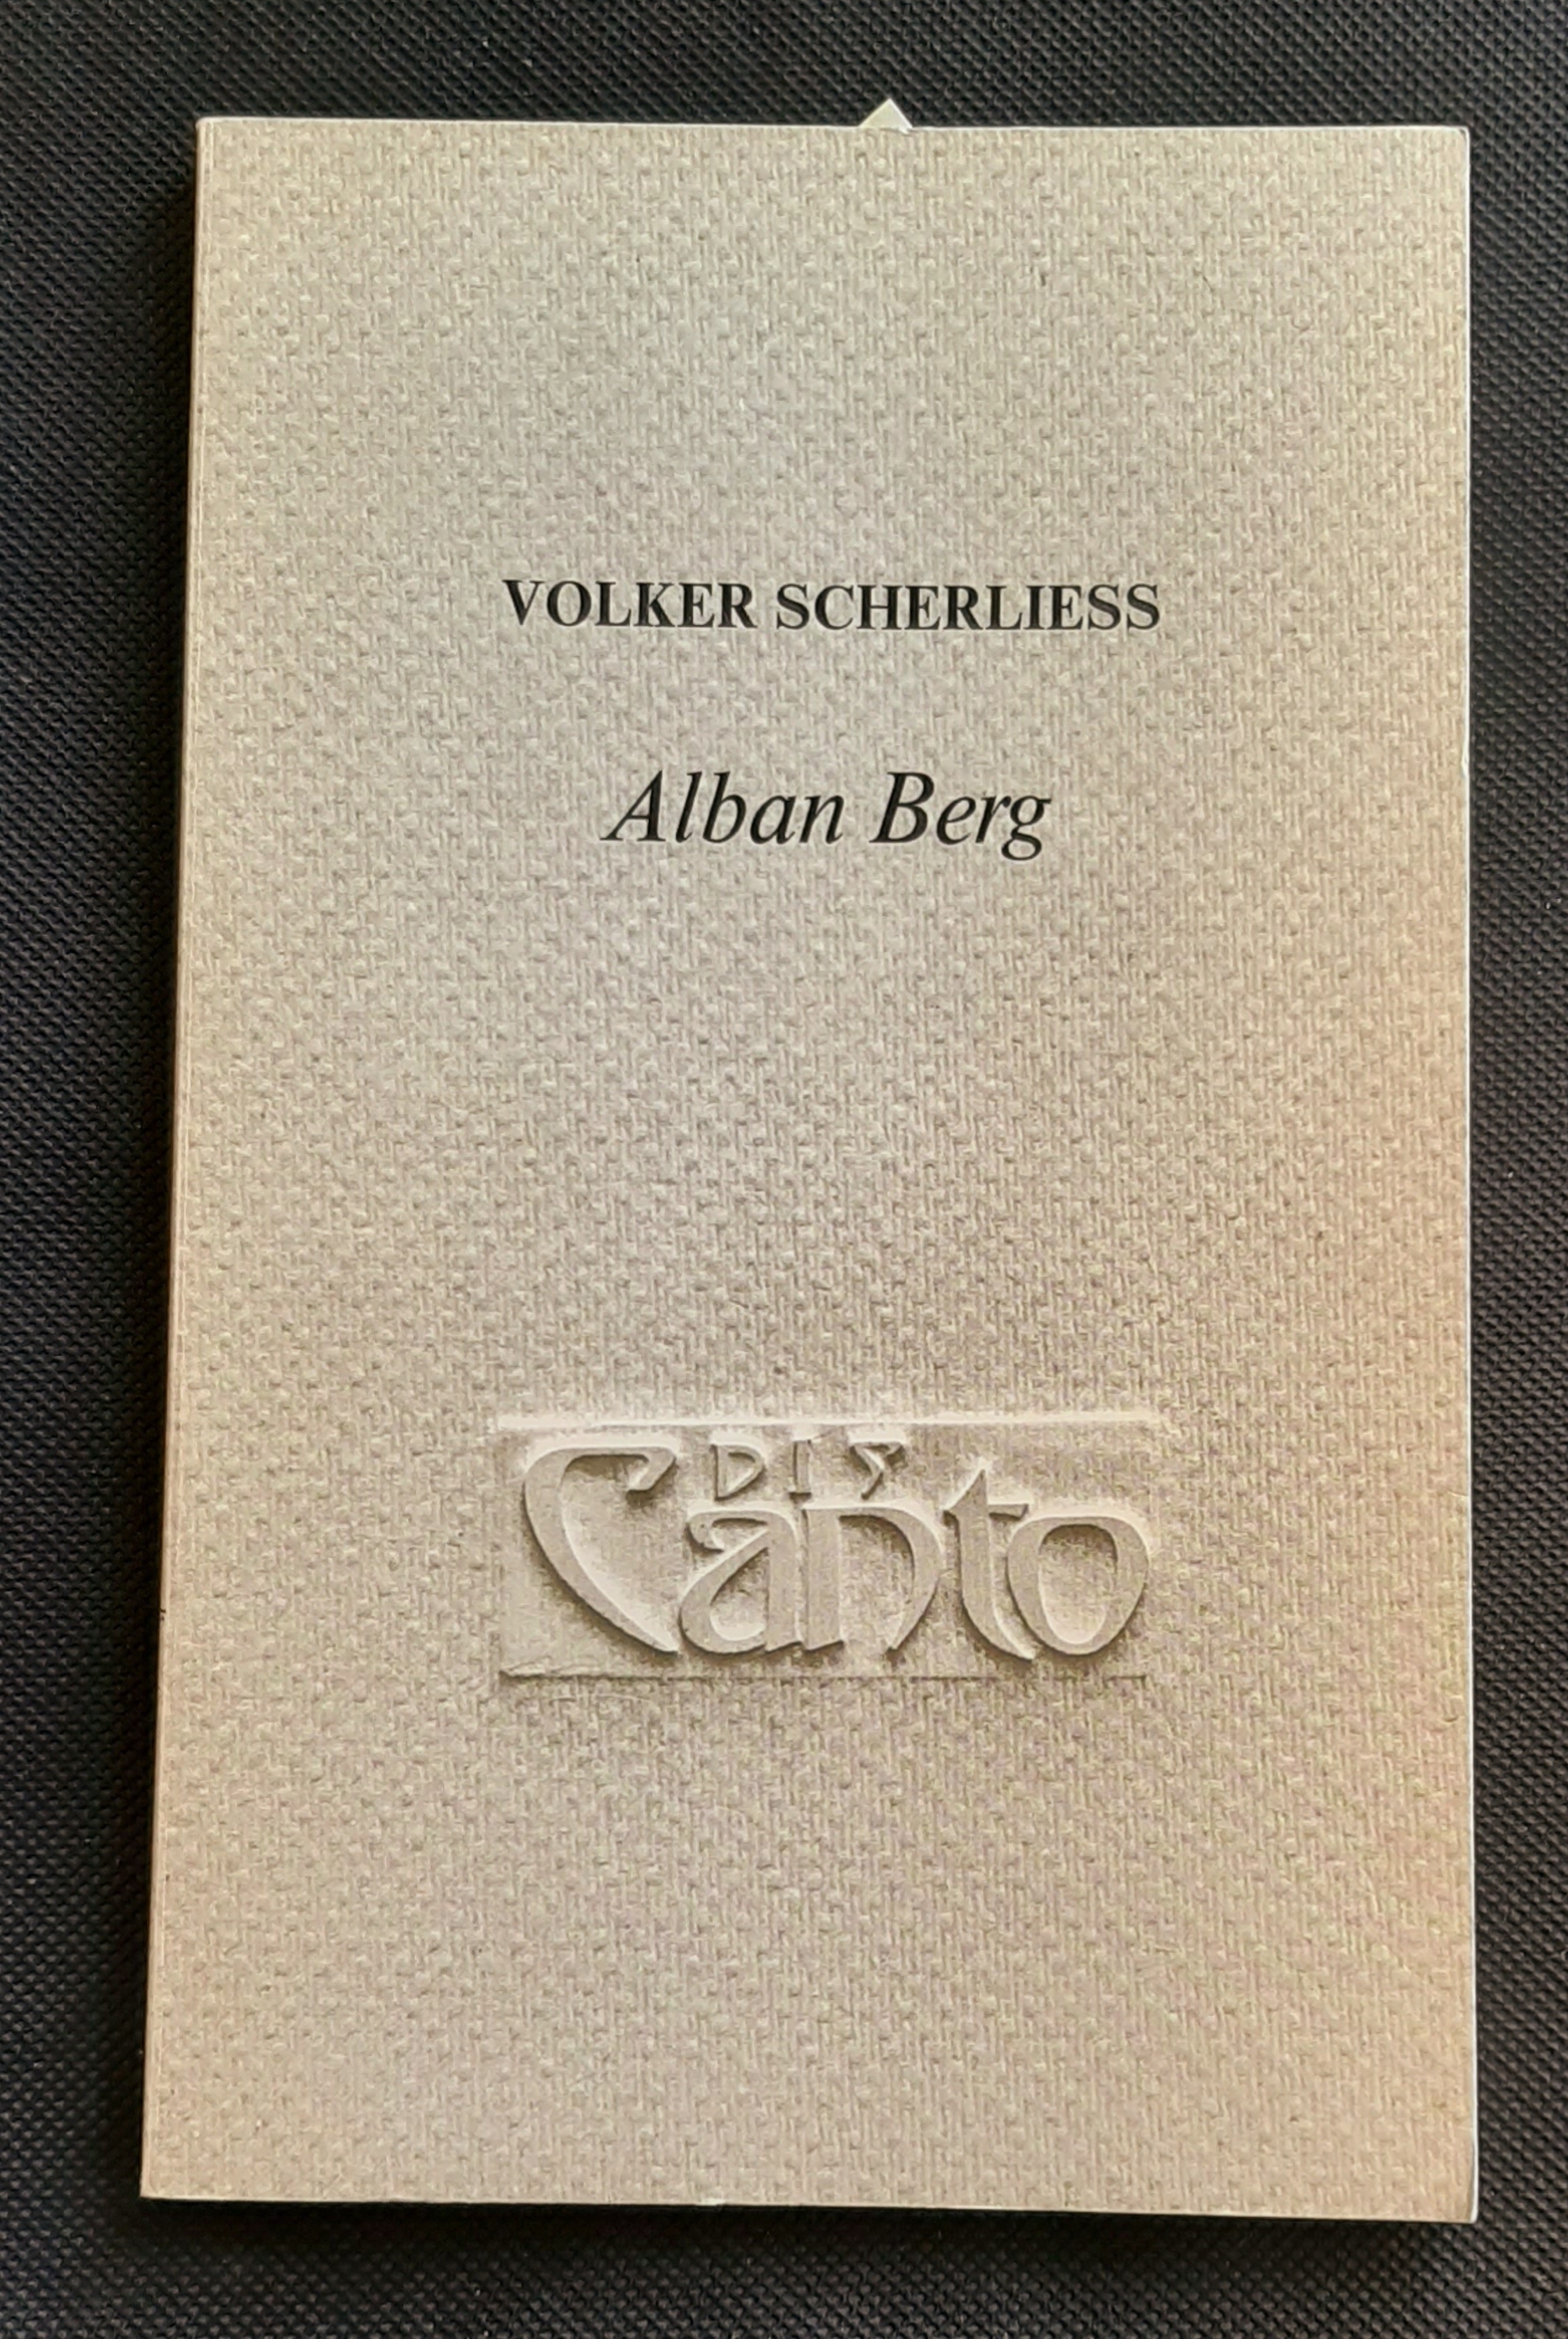 VOLKER SCHERLIESS
Alban Berg
DIS
Canto